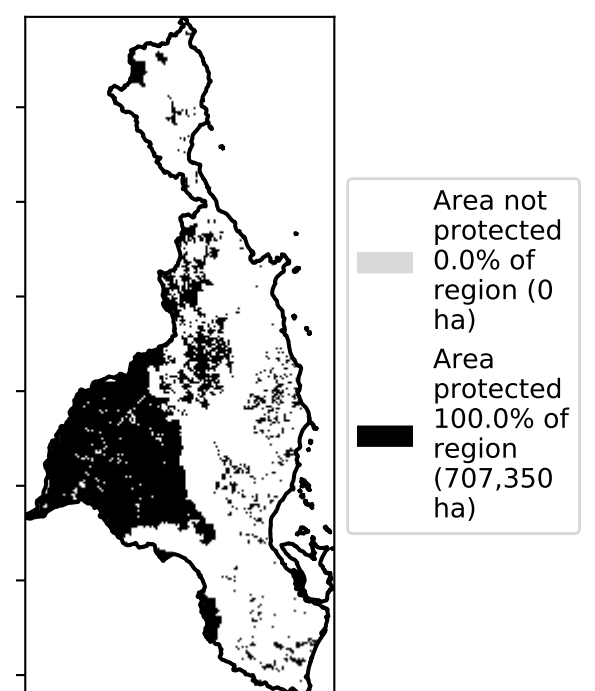 Area not
protected
0.0% of
region (0
ha)
Area
protected
100.0% of
region
(707,350
ha)